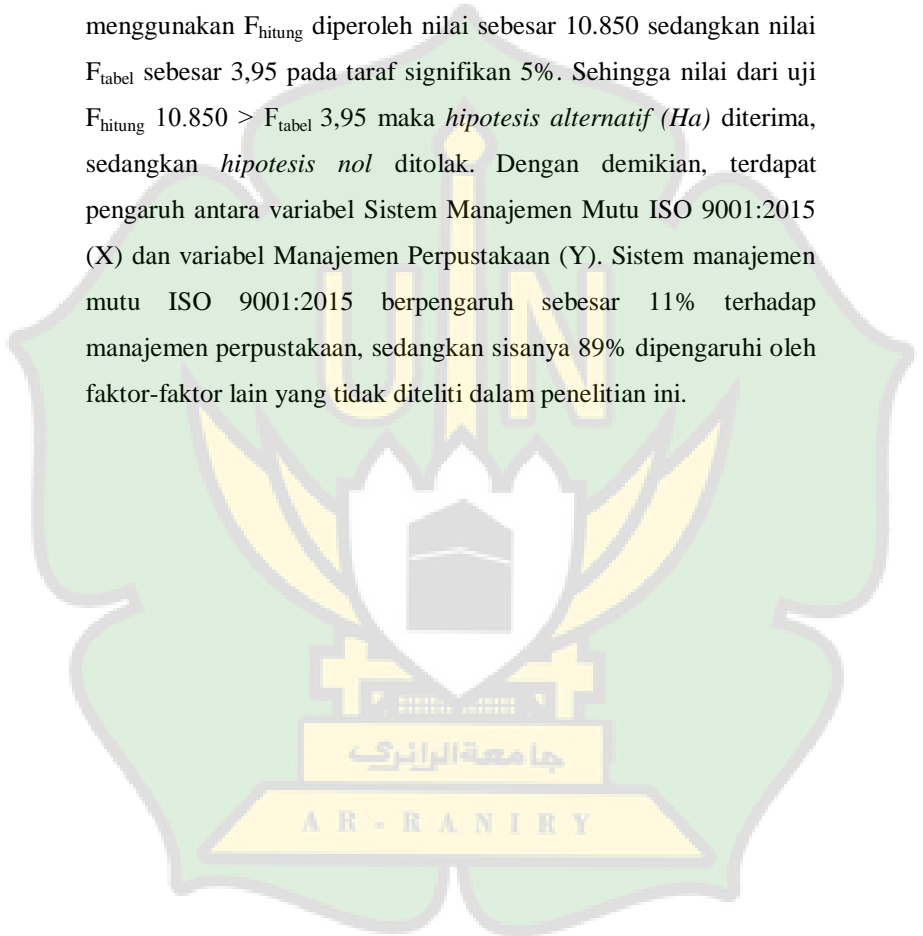 menggunakan Fhitung diperoleh nilai sebesar 10.850 sedangkan nilai
Ftabel sebesar 3,95 pada taraf signifikan 5%. Sehingga nilai dari uji
Fhitung 10.850 > Ftabel 3,95 maka hipotesis alternatif (Ha) diterima,
sedangkan hipotesis nol ditolak. Dengan demikian, terdapat
pengaruh antara variabel Sistem Manajemen Mutu ISO 9001:2015
(X) dan variabel Manajemen Perpustakaan (Y). Sistem manajemen
mutu ISO 9001:2015 berpengaruh sebesar 11% terhadap
manajemen perpustakaan, sedangkan sisanya 89% dipengaruhi oleh
faktor-faktor lain yang tidak diteliti dalam penelitian ini.
UIN
جامعة الرانري
AR-RANIRY